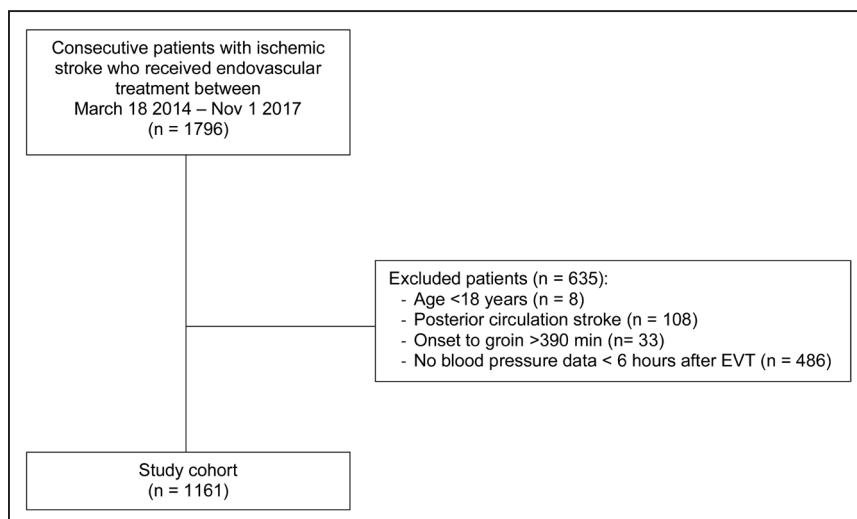 Consecutive patients with ischemic
stroke who received endovascular
treatment between
March 18 2014 – Nov 1 2017
(n = 1796)
Excluded patients (n = 635):
- Age <18 years (n = 8)
- Posterior circulation stroke (n = 108)
- Onset to groin >390 min (n= 33)
- No blood pressure data < 6 hours after EVT (n = 486)
Study cohort
(n = 1161)